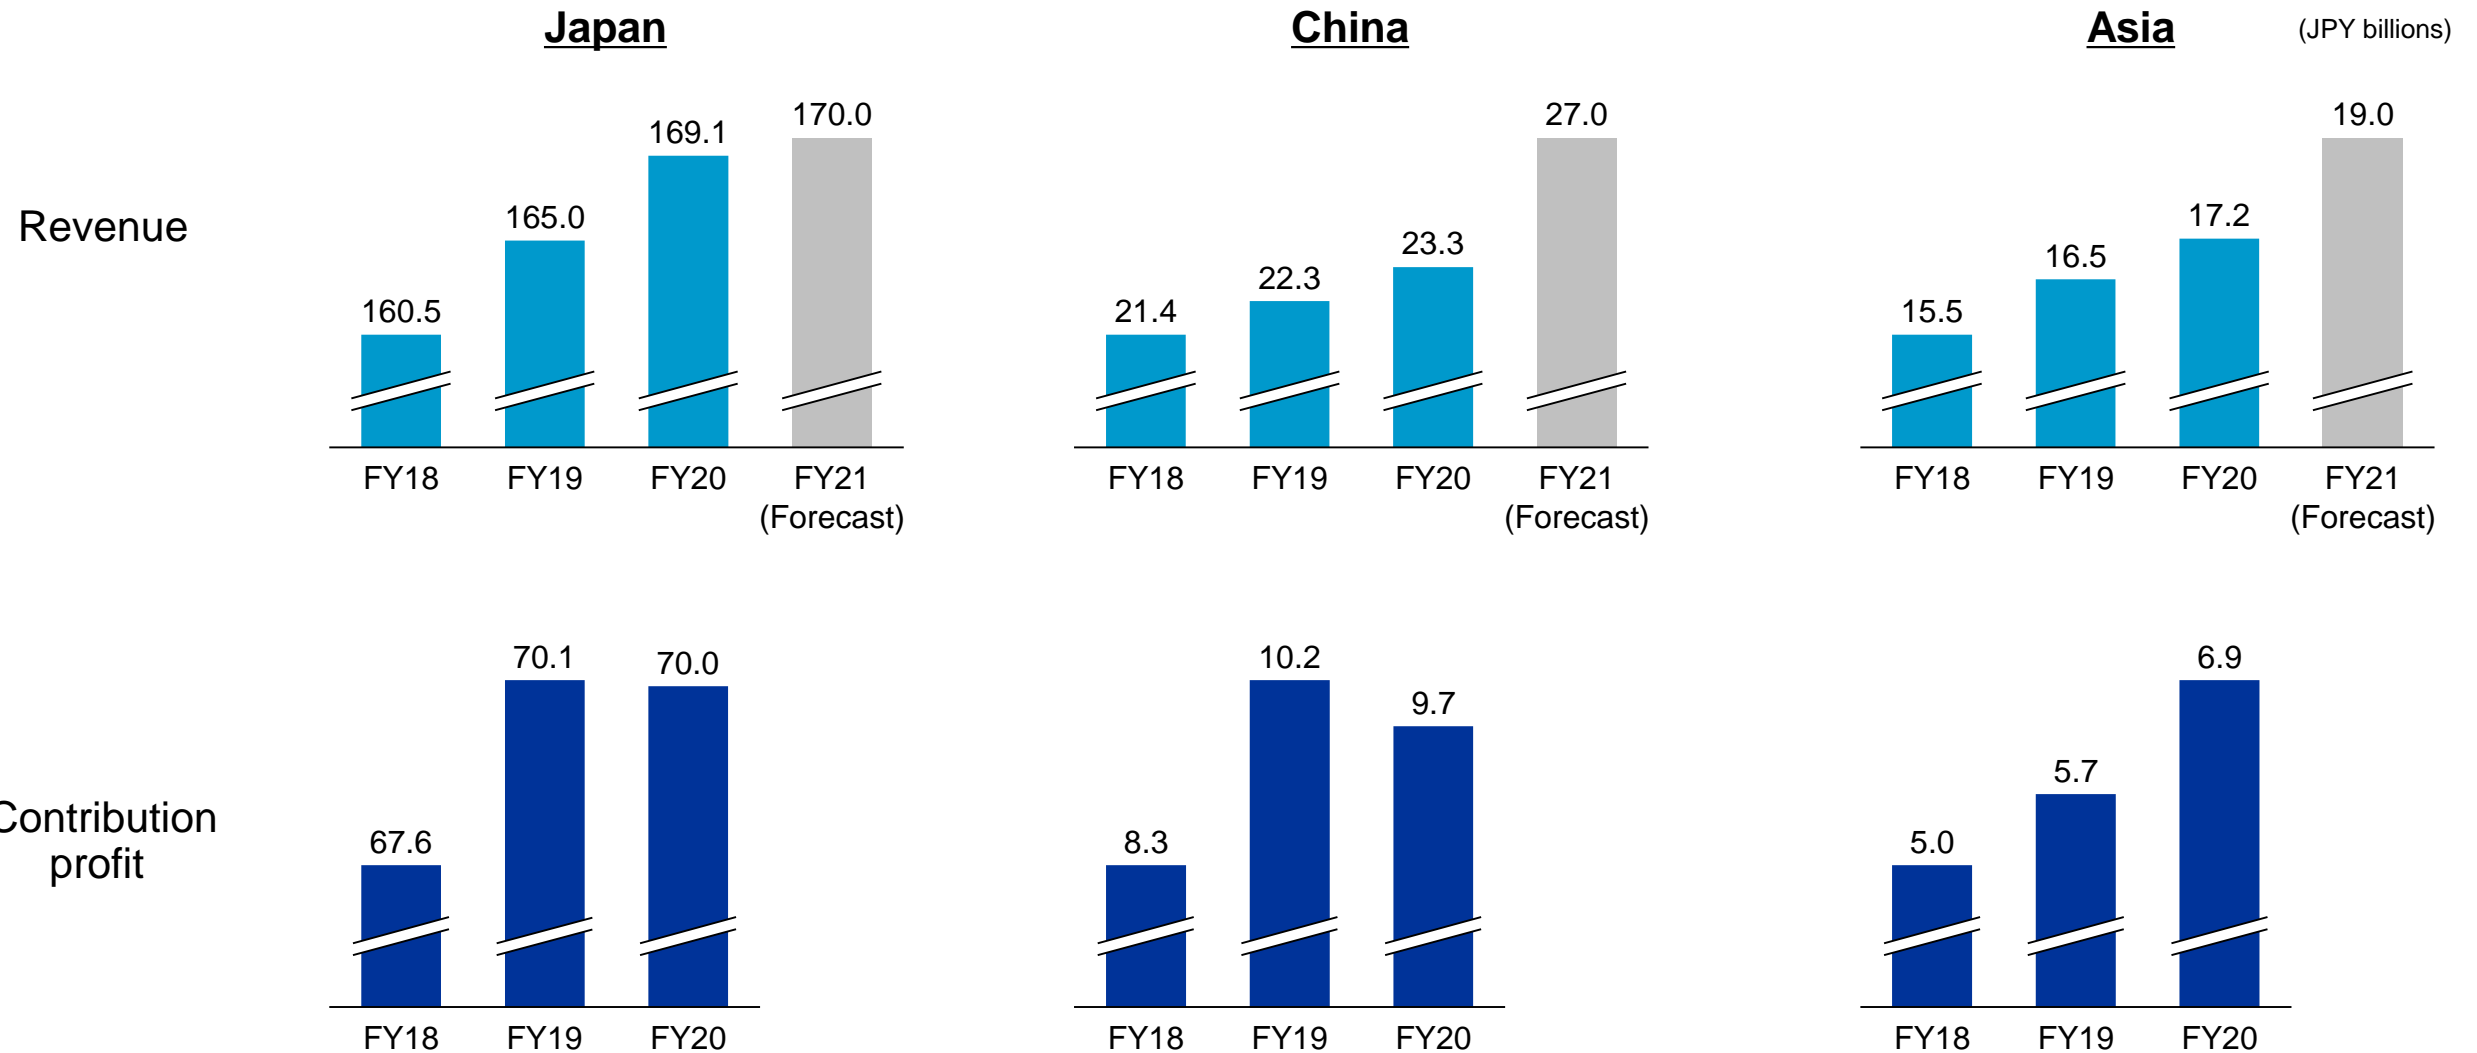 Japan
China
Asia
(JPY billions)
Revenue
160.5
165.0
169.1
170.0
FY18
FY19
FY20
FY21
(Forecast)
21.4
22.3
23.3
27.0
FY18
FY19
FY20
FY21
(Forecast)
15.5
16.5
17.2
19.0
FY18
FY19
FY20
FY21
(Forecast)
Contribution
profit
67.6
70.1
70.0
FY18
FY19
FY20
8.3
10.2
9.7
FY18
FY19
FY20
5.0
5.7
6.9
FY18
FY19
FY20